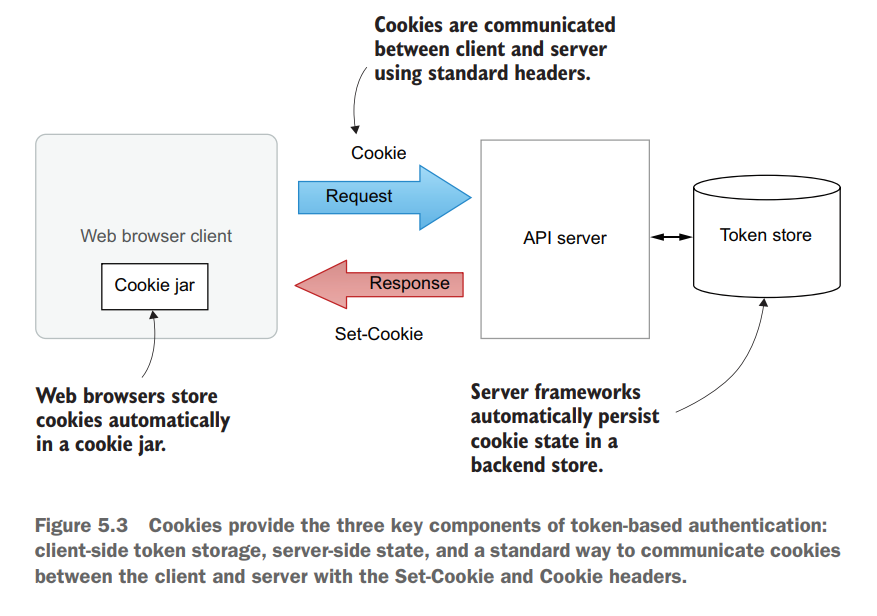 Cookies are communicated
between client and server
using standard headers.
Cookie
Request
Web browser client
API server
Token store
Cookie jar
Response
Set-Cookie
Web browsers store
cookies automatically
in a cookie jar.
Server frameworks
automatically persist
cookie state in a
backend store.
Figure 5.3 Cookies provide the three key components of token-based authentication:
client-side token storage, server-side state, and a standard way to communicate cookies
between the client and server with the Set-Cookie and Cookie headers.